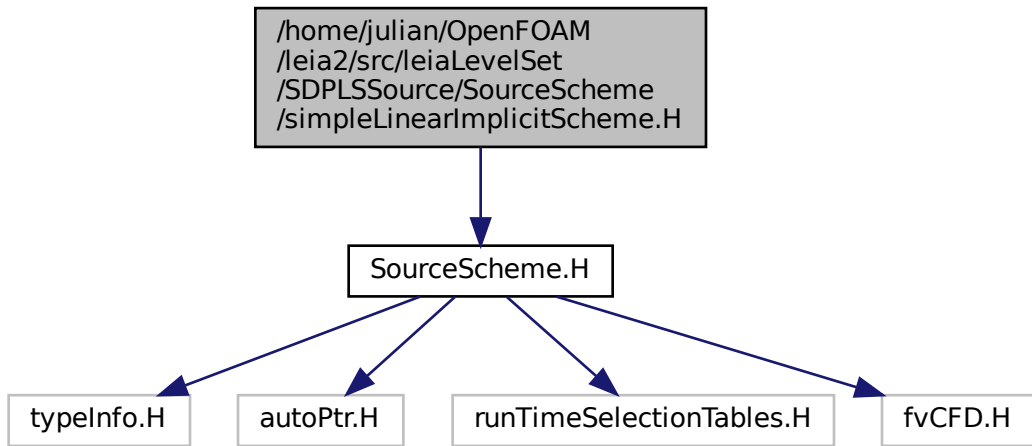 /home/julian/OpenFOAM
/leia2/src/leiaLevelSet
/SDPLSSource/SourceScheme
/simpleLinearImplicitScheme.H
SourceScheme.H
typeInfo.H
autoPtr.H
runTimeSelectionTables.H
fvCFD.H